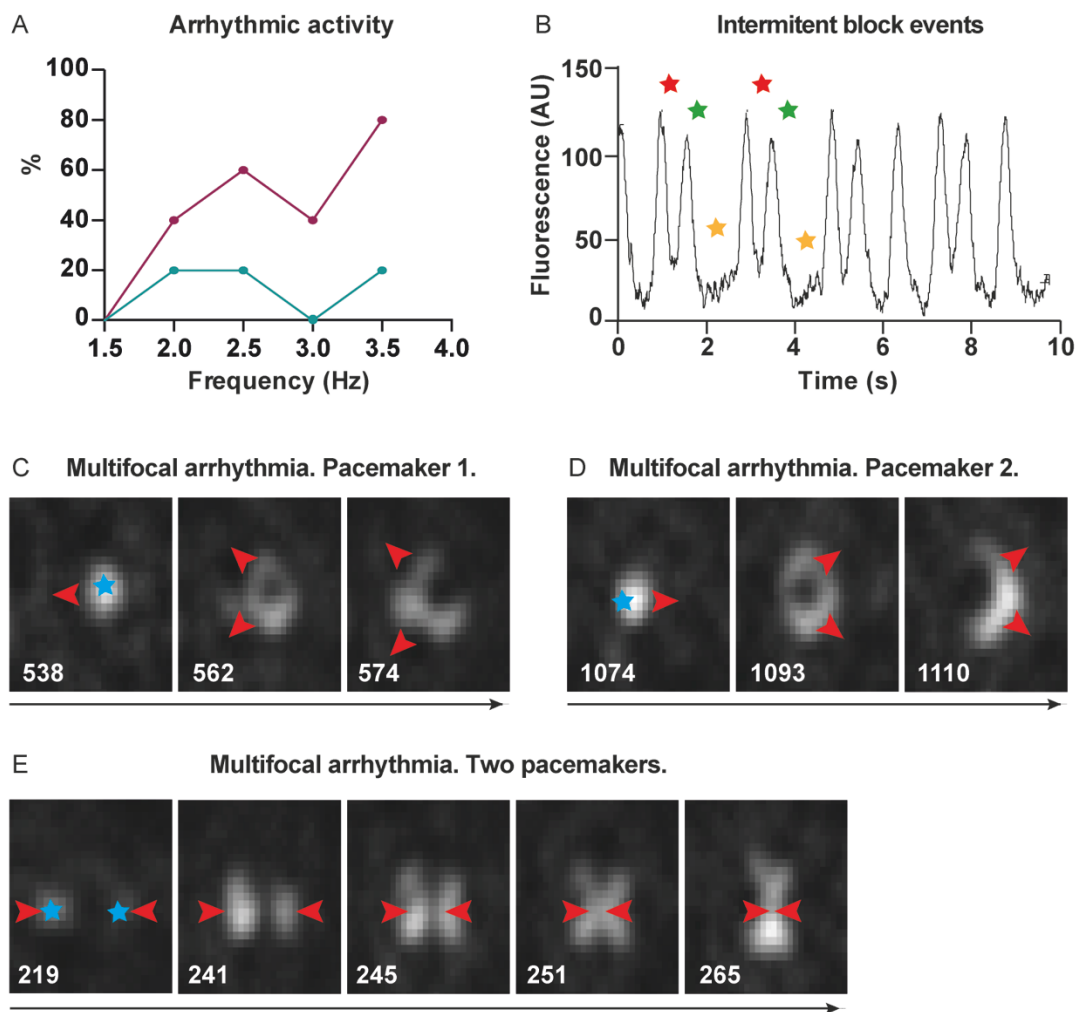 A Arrhythmic activity
100
80
60
40
20
0
%
1.5 2.0 2.5 3.0 3.5 4.0
Frequency (Hz)
B Intermitent block events
150
100
50
0
Fluorescence (AU)
0 2 4 6 8 10
Time (s)
C Multifocal arrhythmia. Pacemaker 1.
538 562 574
D Multifocal arrhythmia. Pacemaker 2.
1074 1093 1110
E Multifocal arrhythmia. Two pacemakers.
219 241 245 251 265